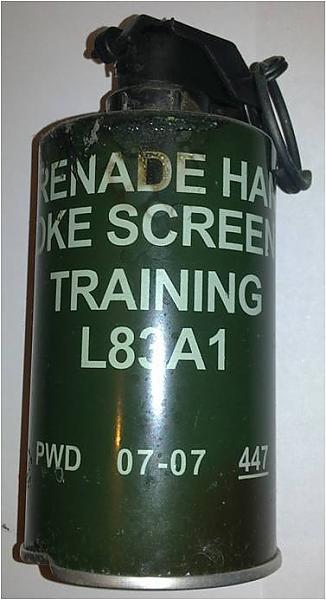 RENADE HAN
OKE SCREEN
TRAINING
L83A1
PWD 07-07 447